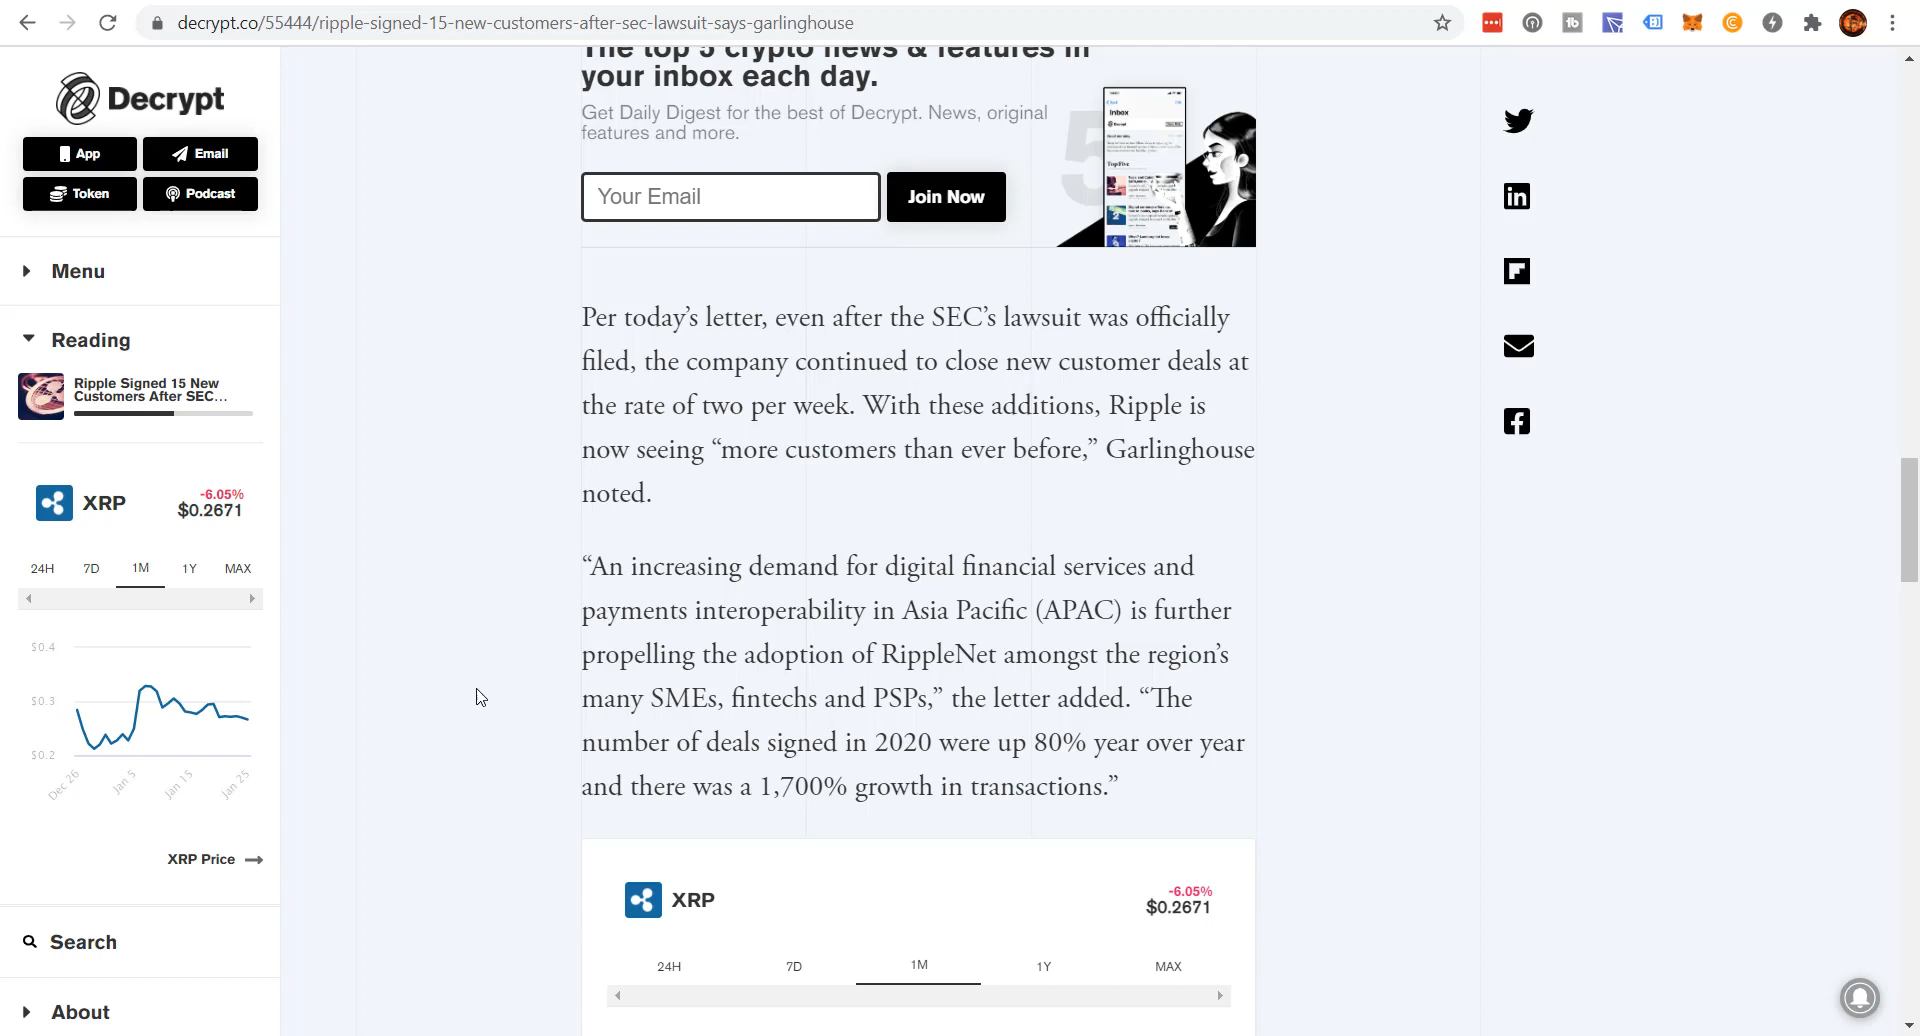 decrypt.co/55444/ripple-signed-15-new-customers-after-sec-lawsuit-says-garlinghouse
Decrypt
App
Email
Token
Podcast
Menu
Reading
Ripple Signed 15 New
Customers After SEC...
XRP
-6.05%
$0.2671
24H 7D 1M 1Y MAX
$0.4
$0.3
$0.2
Dec 26 Jan 5 Jan 15 Jan 25
XRP Price
Search
About
The top 5 crypto news & features in
your inbox each day.
Get Daily Digest for the best of Decrypt. News, original
features and more.
Your Email
Join Now
Inbox
Per today’s letter, even after the SEC’s lawsuit was officially
filed, the company continued to close new customer deals at
the rate of two per week. With these additions, Ripple is
now seeing “more customers than ever before,” Garlinghouse
noted.
“An increasing demand for digital financial services and
payments interoperability in Asia Pacific (APAC) is further
propelling the adoption of RippleNet amongst the region’s
many SMEs, fintechs and PSPs,” the letter added. “The
number of deals signed in 2020 were up 80% year over year
and there was a 1,700% growth in transactions.”
XRP
-6.05%
$0.2671
24H 7D 1M 1Y MAX